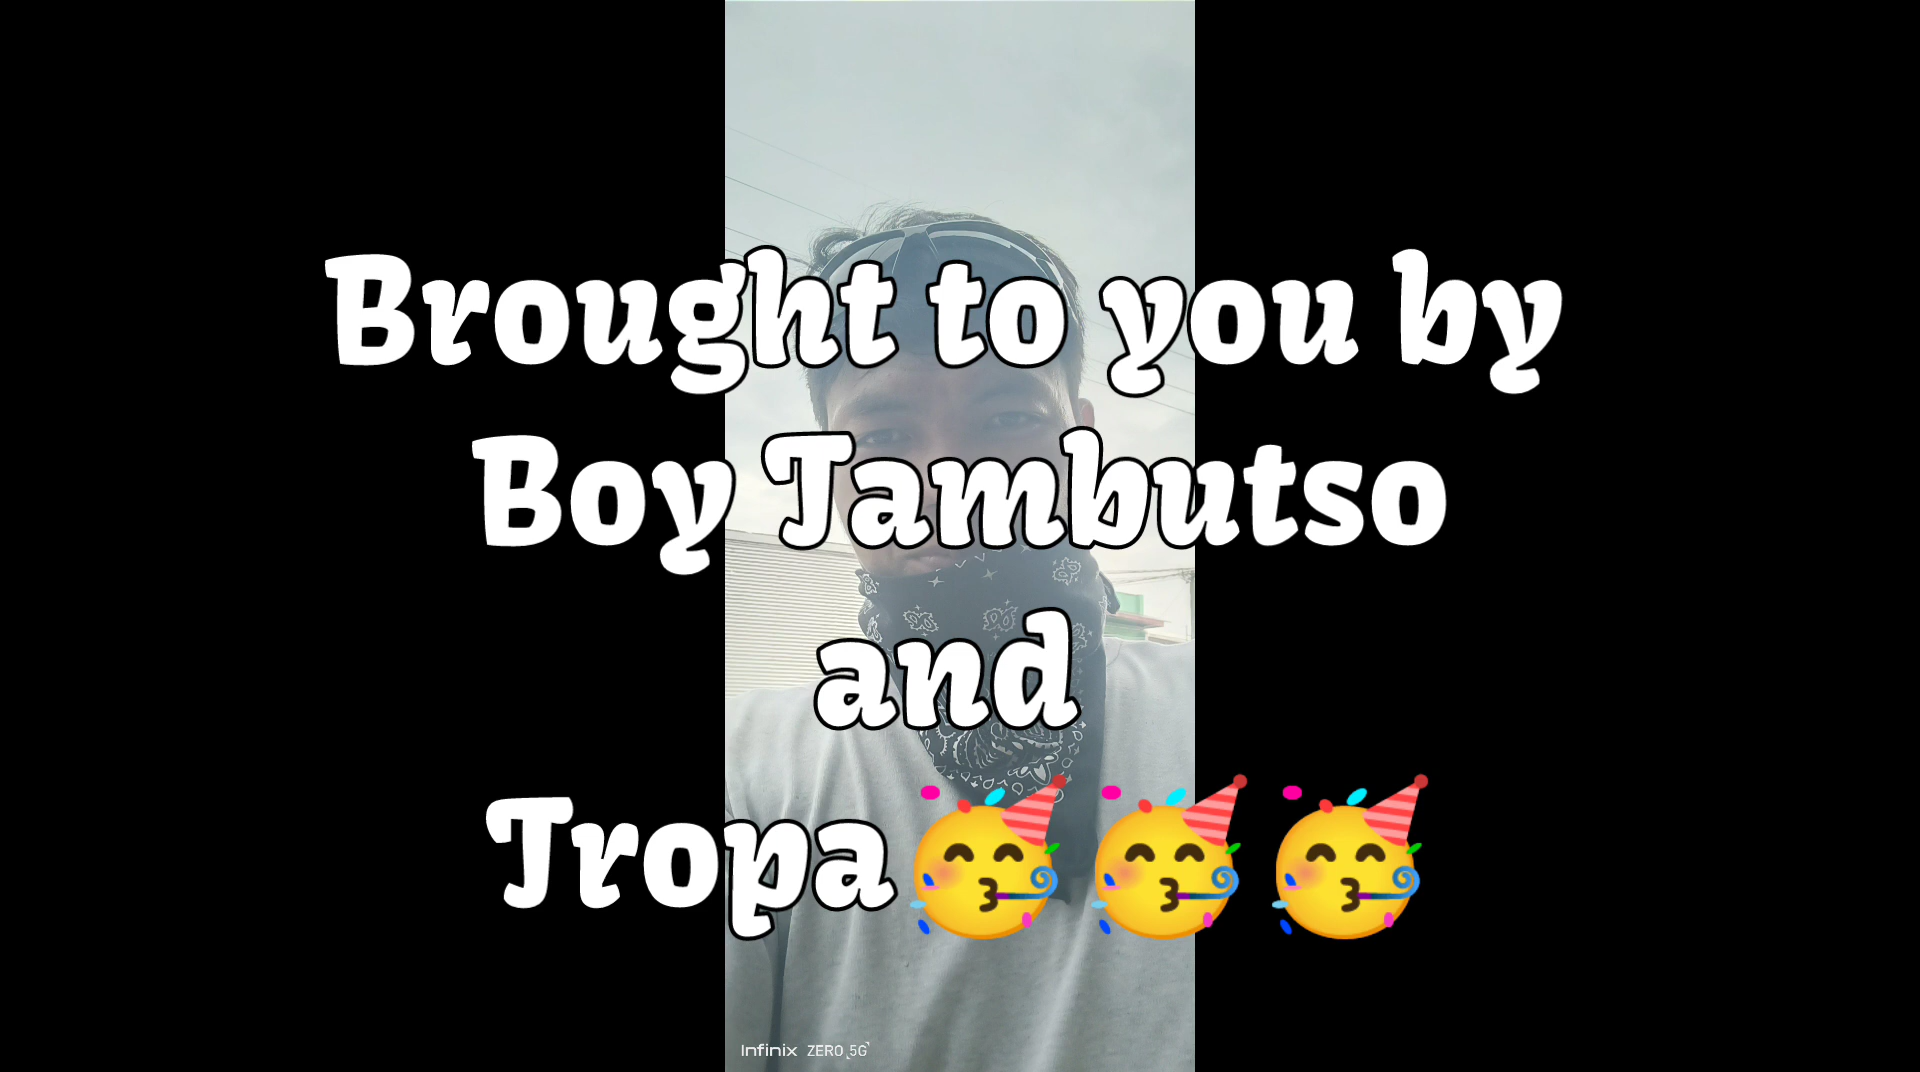 Brought to you by
Boy Tambutso
and
Tropa🥳🥳🥳
Infinix ZERO 5G